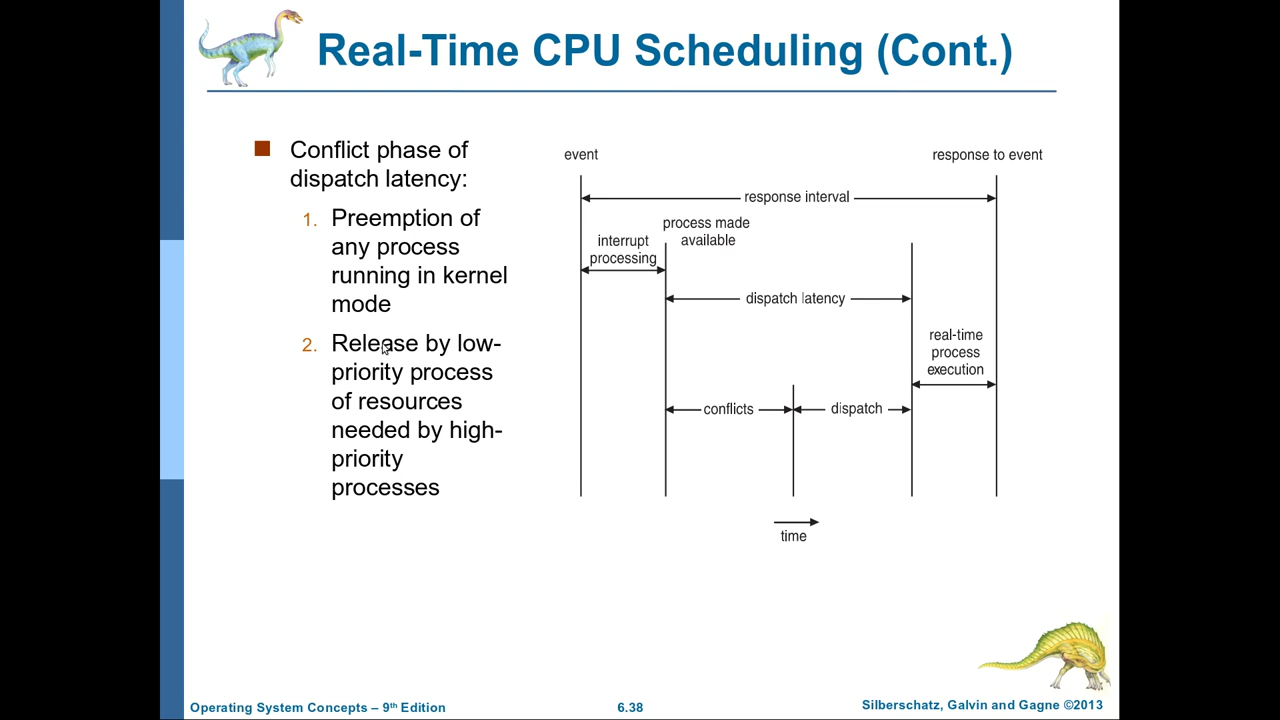 Real-Time CPU Scheduling (Cont.)
Conflict phase of
dispatch latency:
1. Preemption of
any process
running in kernel
mode
2. Release by low-
priority process
of resources
needed by high-
priority
processes
event
response to event
response interval
process made
available
interrupt
processing
dispatch latency
real-time
process
execution
conflicts
dispatch
time
Operating System Concepts – 9th Edition
6.38
Silberschatz, Galvin and Gagne ©2013